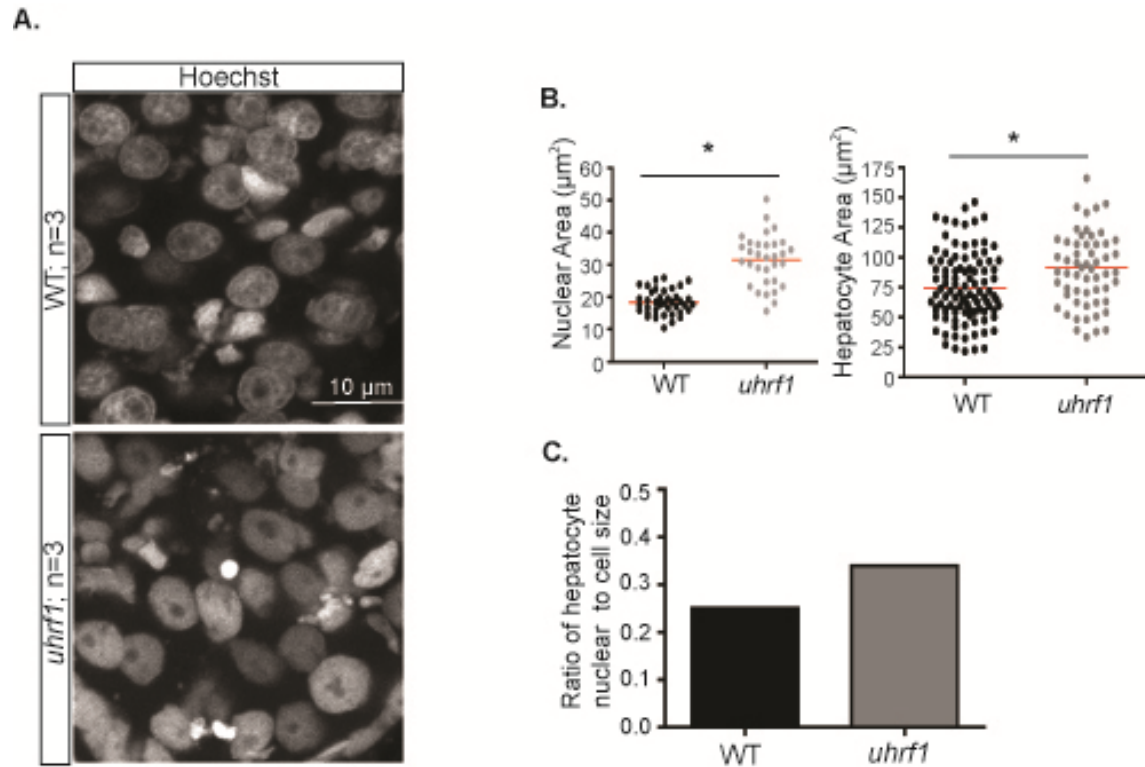 A.
Hoechst
WT; n=3
10 µm
uhrf1; n=3
B.
*
Nuclear Area (µm²)
60
50
40
30
20
10
0
WT
uhrf1
*
Hepatocyte Area (µm²)
175
150
125
100
75
50
25
0
WT
uhrf1
C.
Ratio of hepatocyte
nuclear to cell size
0.5
0.4
0.3
0.2
0.1
0.0
WT
uhrf1